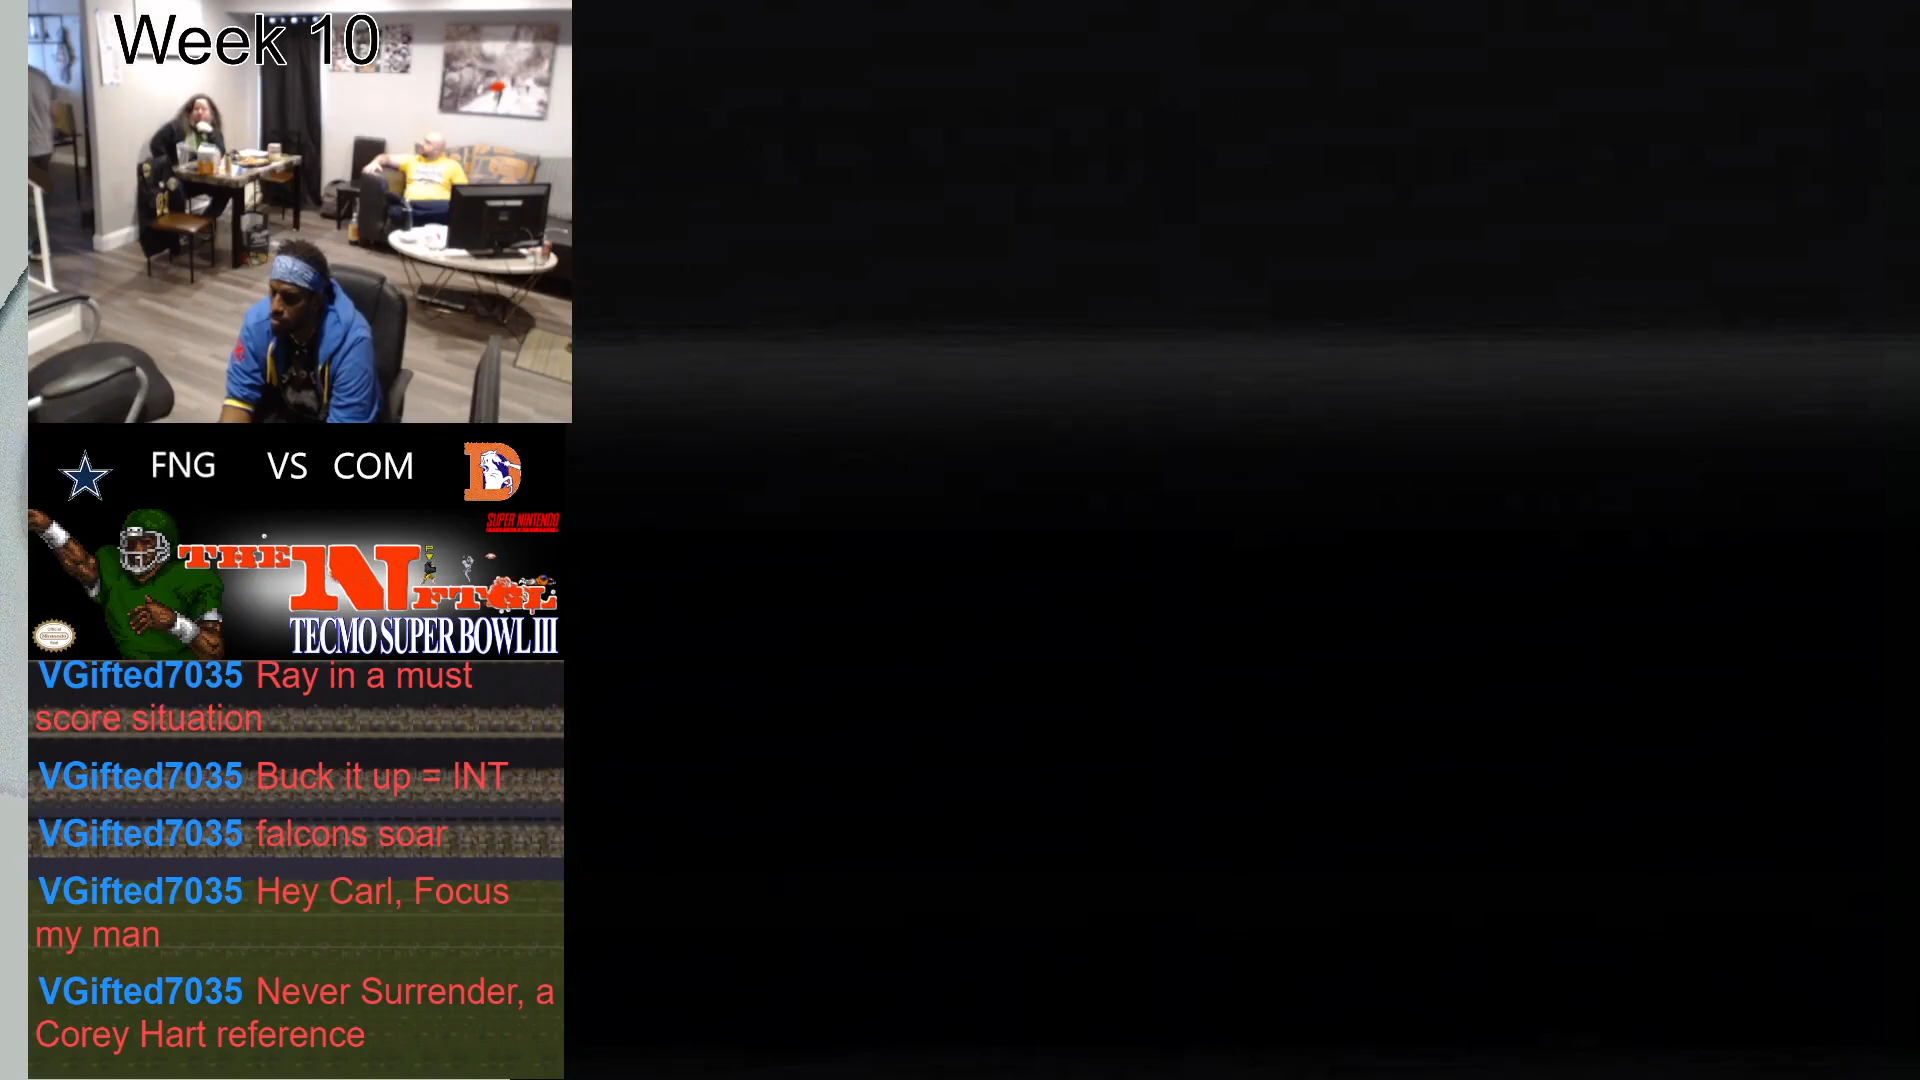 Week 10
FNG VS COM
SUPER NINTENDO
THE NFTSL
TECMO SUPER BOWL III
VGifted7035 Ray in a must
score situation
VGifted7035 Buck it up = INT
VGifted7035 falcons soar
VGifted7035 Hey Carl, Focus
my man
VGifted7035 Never Surrender, a
Corey Hart reference